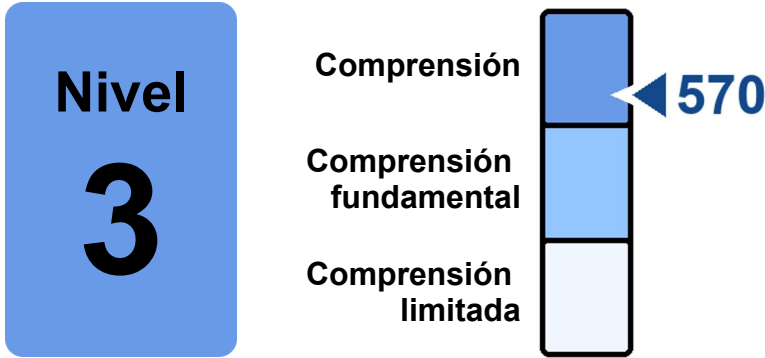 Nivel
3
Comprensión
570
Comprensión
fundamental
Comprensión
limitada